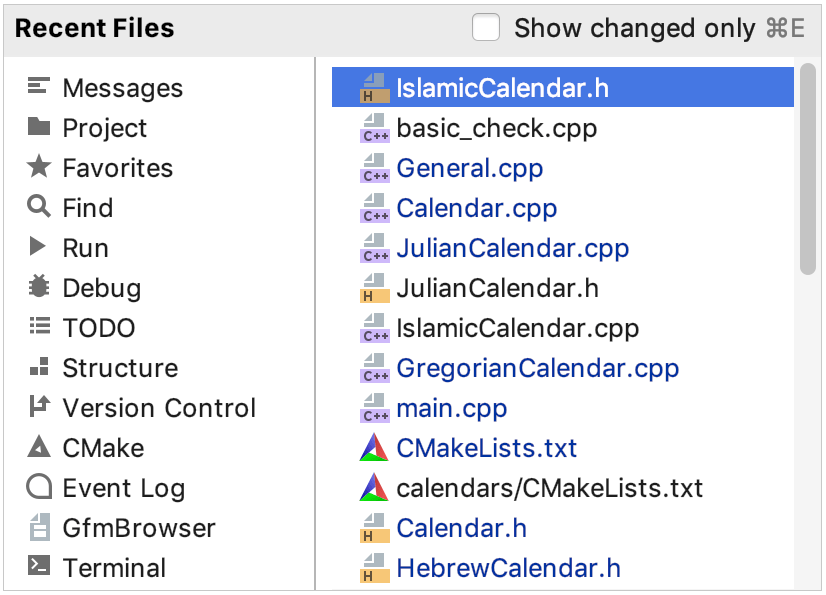 Recent Files
Show changed only ⌘E
Messages
Project
Favorites
Find
Run
Debug
TODO
Structure
Version Control
CMake
Event Log
GfmBrowser
Terminal
H IslamicCalendar.h
C++ basic_check.cpp
C++ General.cpp
C++ Calendar.cpp
C++ JulianCalendar.cpp
H JulianCalendar.h
C++ IslamicCalendar.cpp
C++ GregorianCalendar.cpp
C++ main.cpp
CMakeLists.txt
calendars/CMakeLists.txt
H Calendar.h
H HebrewCalendar.h